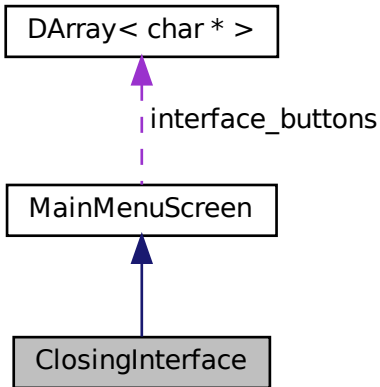 DArray< char * >
interface_buttons
MainMenuScreen
ClosingInterface